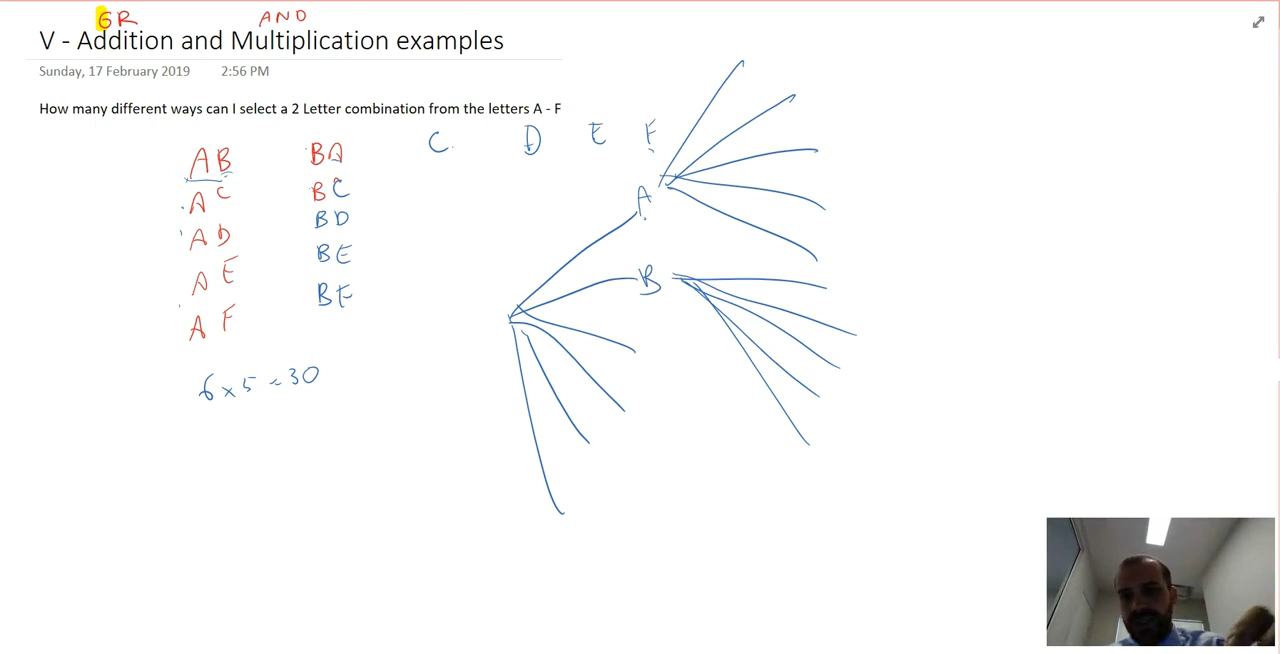 OR AND
V - Addition and Multiplication examples
Sunday, 17 February 2019 2:56 PM
How many different ways can I select a 2 Letter combination from the letters A - F
AB BA C D E F
AC BC
AD BD
AE BE
AF BF
6 x 5 = 30
A
B